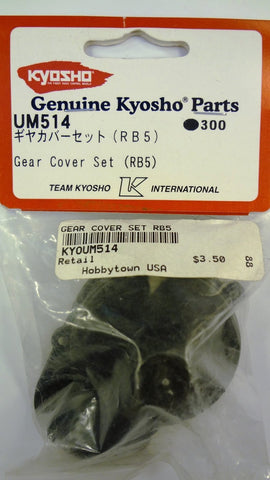 KYOSHO
Genuine Kyosho® Parts
UM514
●300
ギヤカバーセット(RB5)
Gear Cover Set (RB5)
TEAM KYOSHO K INTERNATIONAL
GEAR COVER SET RB5
KYOUM514
Retail $3.50
Hobbytown USA
88